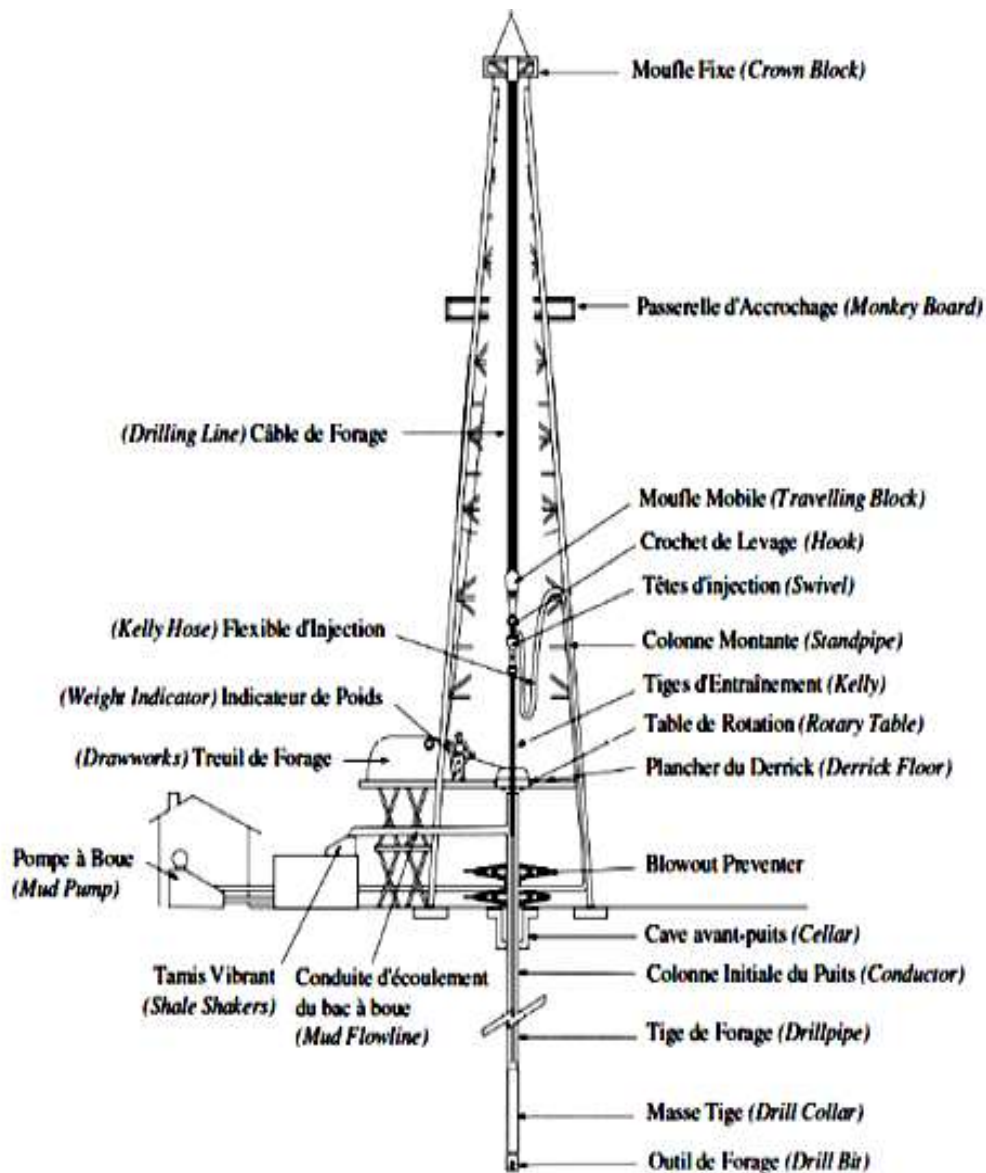 Moufle Fixe (Crown Block)
Passerelle d'Accrochage (Monkey Board)
(Drilling Line) Câble de Forage
Moufle Mobile (Travelling Block)
Crochet de Levage (Hook)
Têtes d'injection (Swivel)
(Kelly Hose) Flexible d'Injection
Colonne Montante (Standpipe)
Tiges d'Entraînement (Kelly)
(Weight Indicator) Indicateur de Poids
Table de Rotation (Rotary Table)
(Drawworks) Treuil de Forage
Plancher du Derrick (Derrick Floor)
Pompe à Boue
(Mud Pump)
Blowout Preventer
Cave avant-puits (Cellar)
Tamis Vibrant
(Shale Shakers)
Conduite d'écoulement
du bac à boue
(Mud Flowline)
Colonne Initiale du Puits (Conductor)
Tige de Forage (Drillpipe)
Masse Tige (Drill Collar)
Outil de Forage (Drill Bit)